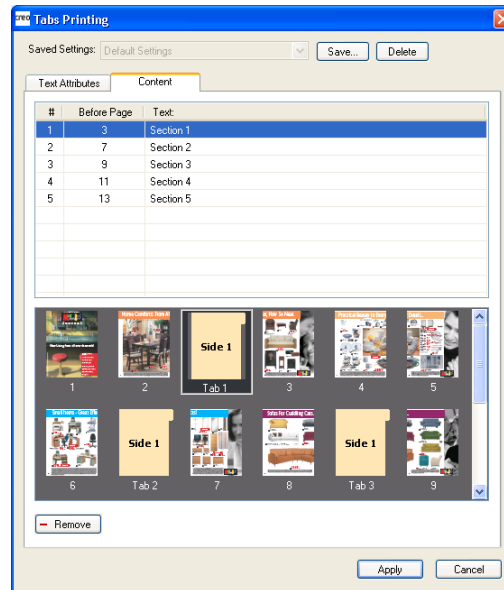 creo Tabs Printing
Saved Settings: Default Settings Save... Delete
Text Attributes Content
# Before Page Text:
1 3 Section 1
2 7 Section 2
3 9 Section 3
4 11 Section 4
5 13 Section 5
Side 1
1 2 Tab 1 3 4 5
Side 1 Side 1
6 Tab 2 7 8 Tab 3 9
Remove
Apply Cancel